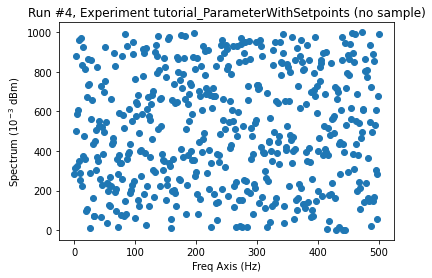 Run #4, Experiment tutorial_ParameterWithSetpoints (no sample)
1000
800
600
400
200
0
Spectrum (10⁻³ dBm)
0 100 200 300 400 500
Freq Axis (Hz)